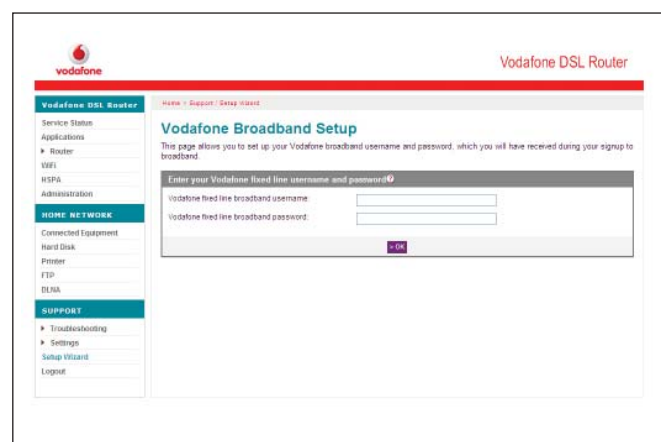 vodafone
Vodafone DSL Router
Vodafone DSL Router
Service Status
Applications
Router
WiFi
HSPA
Administration
HOME NETWORK
Connected Equipment
Hard Disk
Printer
FTP
DLNA
SUPPORT
Troubleshooting
Settings
Setup Wizard
Logout
Home > Support / Setup Wizard
Vodafone Broadband Setup
This page allows you to set up your Vodafone broadband username and password, which you will have received during your signup to
broadband.
Enter your Vodafone fixed line username and password?
Vodafone fixed line broadband username:
Vodafone fixed line broadband password:
> OK